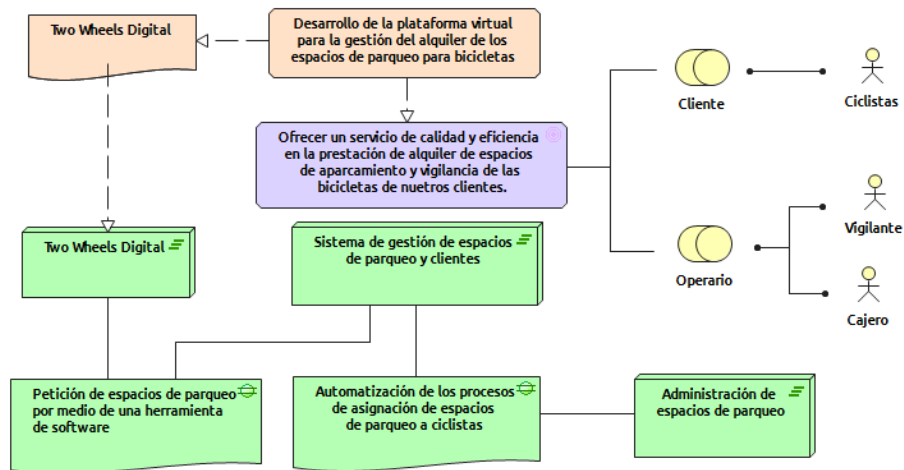 Two Wheels Digital
Desarrollo de la plataforma virtual
para la gestión del alquiler de los
espacios de parqueo para bicicletas
Cliente
Ciclistas
Ofrecer un servicio de calidad y eficiencia
en la prestación de alquiler de espacios
de aparcamiento y vigilancia de las
bicicletas de nuetros clientes.
Vigilante
Two Wheels Digital
Sistema de gestión de espacios
de parqueo y clientes
Operario
Cajero
Petición de espacios de parqueo
por medio de una herramienta
de software
Automatización de los procesos
de asignación de espacios
de parqueo a ciclistas
Administración de
espacios de parqueo